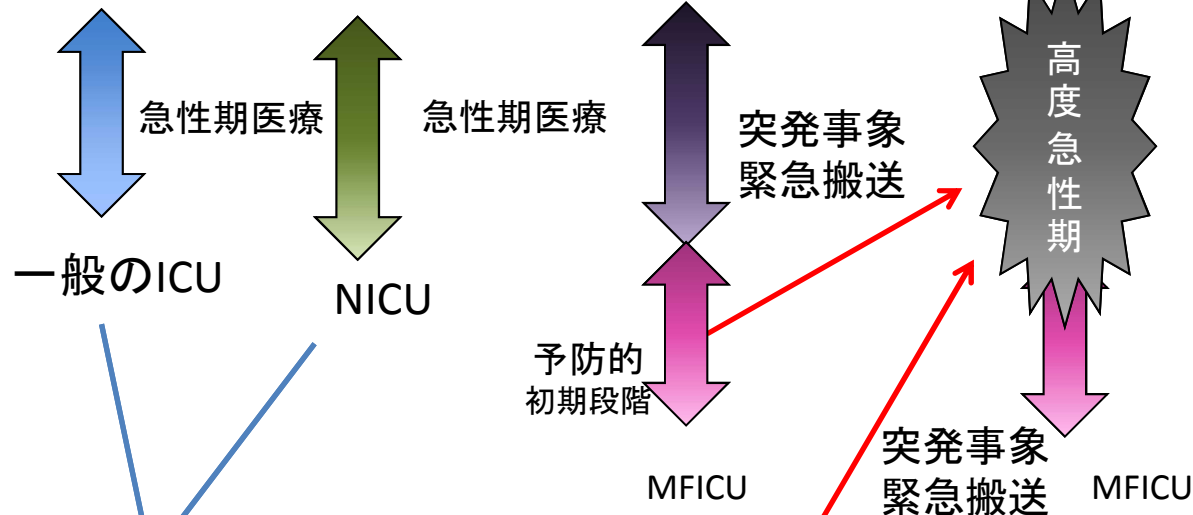 急性期医療
一般のICU
急性期医療
NICU
突発事象
緊急搬送
予防的
初期段階
MFICU
高度急性期
突発事象
緊急搬送
MFICU